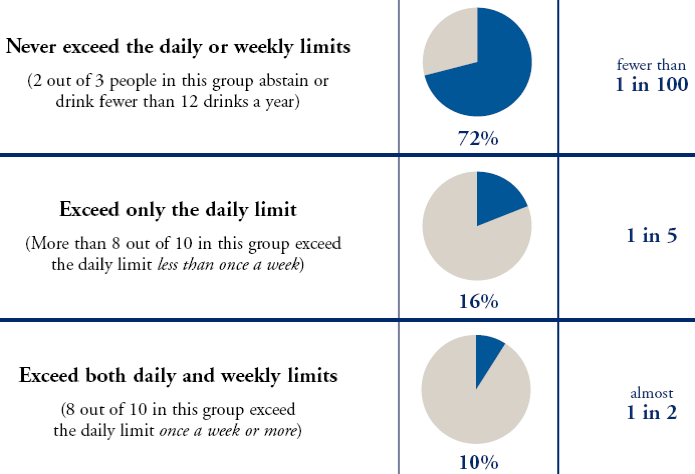 Never exceed the daily or weekly limits
(2 out of 3 people in this group abstain or
drink fewer than 12 drinks a year)
72%
fewer than
1 in 100
Exceed only the daily limit
(More than 8 out of 10 in this group exceed
the daily limit less than once a week)
16%
1 in 5
Exceed both daily and weekly limits
(8 out of 10 in this group exceed
the daily limit once a week or more)
10%
almost
1 in 2